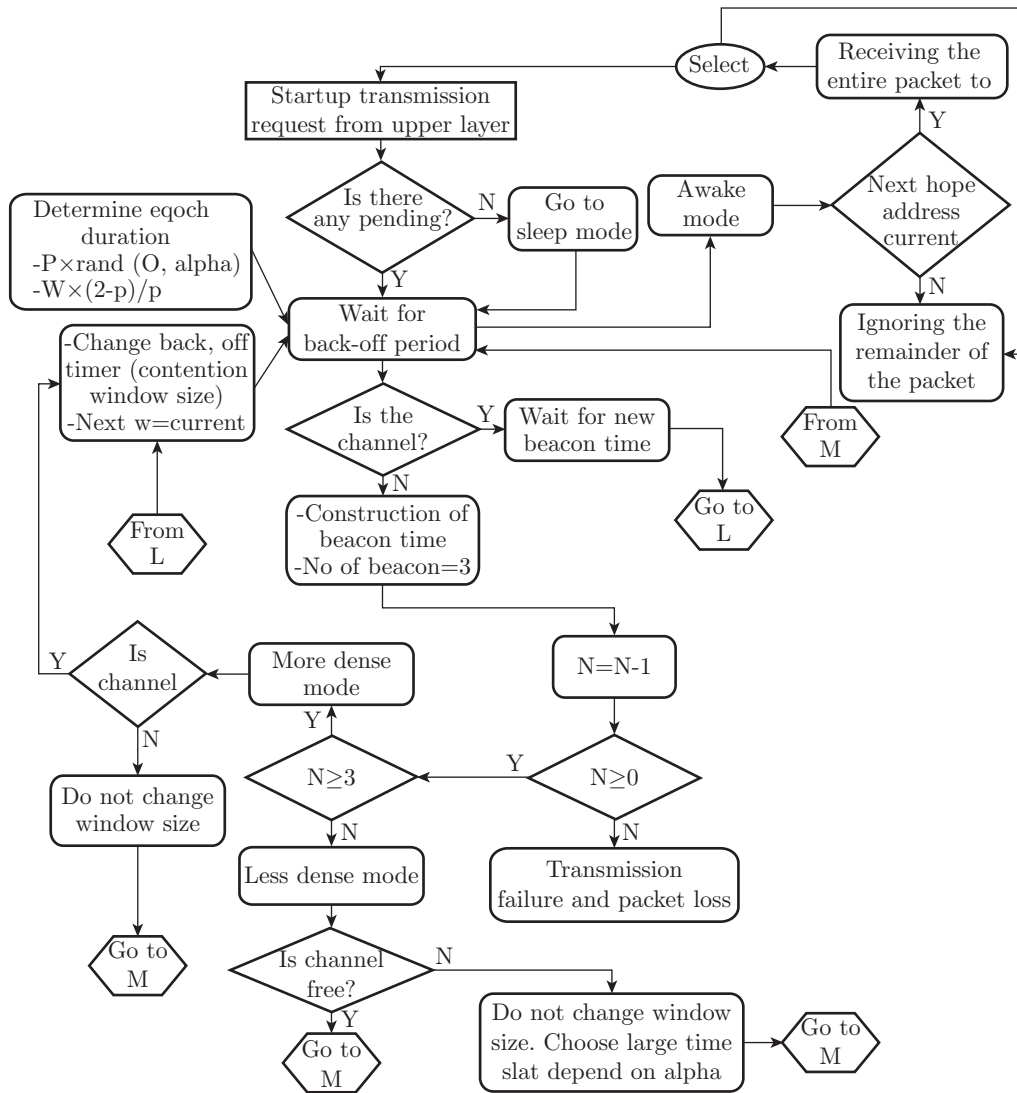 Select
Receiving the
entire packet to
Y
Startup transmission
request from upper layer
Is there
any pending?
N
Y
Go to
sleep mode
Awake
mode
Next hope
address
current
N
Determine eqoch
duration
-P×rand (O, alpha)
-W×(2-p)/p
Wait for
back-off period
Ignoring the
remainder of
the packet
-Change back, off
timer (contention
window size)
-Next w=current
Is the
channel?
Y
N
Wait for new
beacon time
From
M
From
L
-Construction of
beacon time
-No of beacon=3
Go to
L
Is
channel
Y
N
More dense
mode
Y
N=N-1
N≥3
Y
N≥0
N
N
Do not change
window size
Less dense mode
Transmission
failure and packet loss
Go to
M
Is channel
free?
N
Y
Go to
M
Do not change window
size. Choose large time
slat depend on alpha
Go to
M